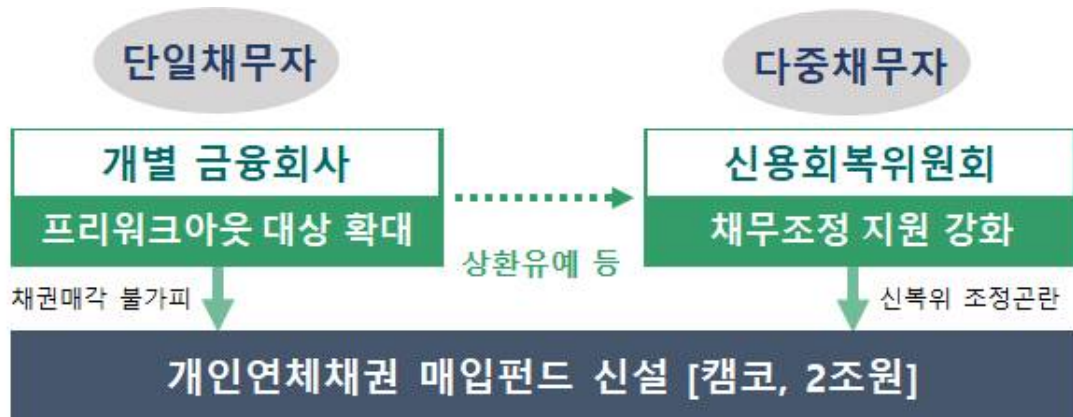 단일채무자
다중채무자
개별 금융회사
신용회복위원회
프리워크아웃 대상 확대
채무조정 지원 강화
상환유예 등
채권매각 불가피
신복위 조정곤란
개인연체채권 매입펀드 신설 [캠코, 2조원]